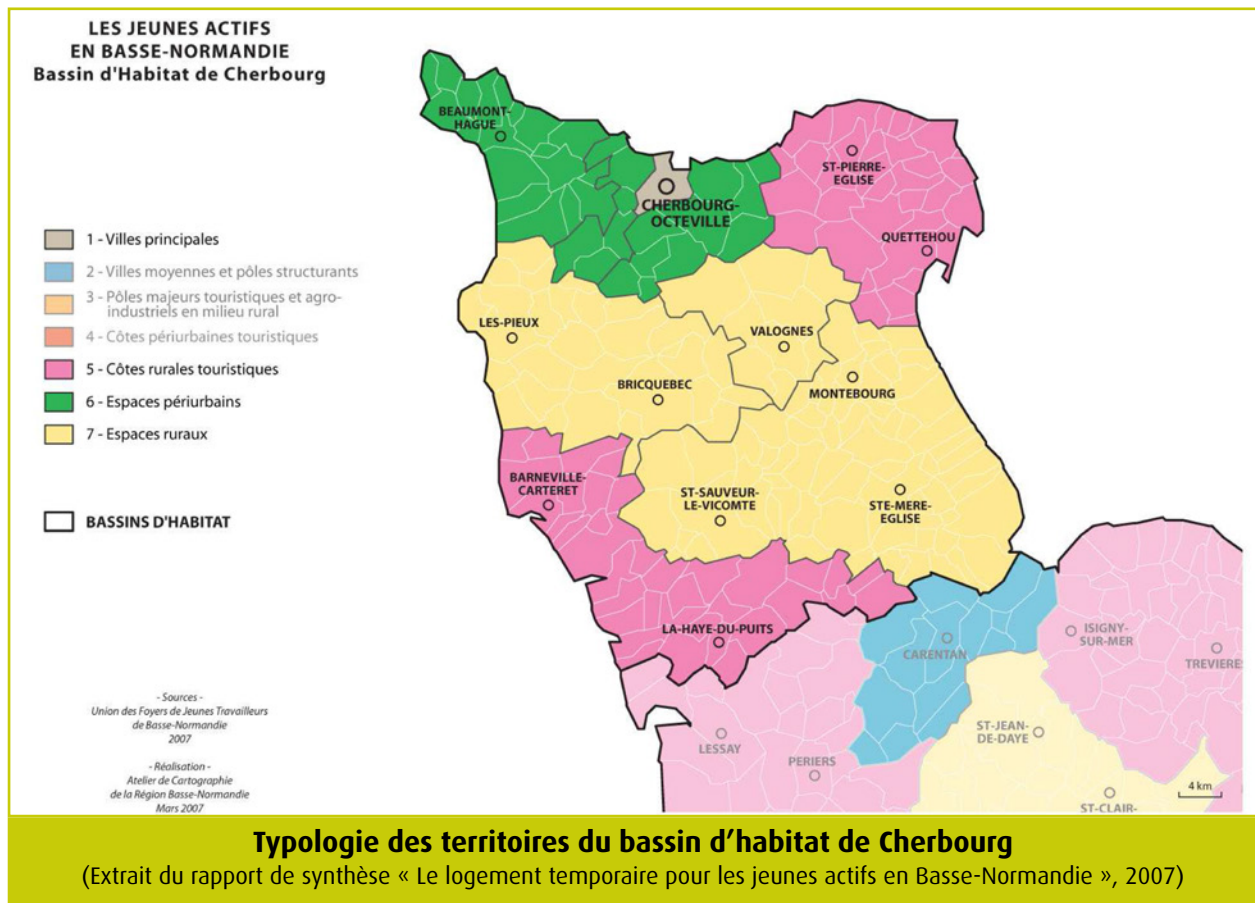 LES JEUNES ACTIFS
EN BASSE-NORMANDIE
Bassin d'Habitat de Cherbourg
1 - Villes principales
2 - Villes moyennes et pôles structurants
3 - Pôles majeurs touristiques et agro-
industriels en milieu rural
4 - Côtes périurbaines touristiques
5 - Côtes rurales touristiques
6 - Espaces périurbains
7 - Espaces ruraux
BASSINS D'HABITAT
- Sources -
Union des Foyers de Jeunes Travailleurs
de Basse-Normandie
2007
- Réalisation -
Atelier de Cartographie
de la Région Basse-Normandie
Mars 2007
BEAUMONT-
HAGUE
CHERBOURG-
OCTEVILLE
ST-PIERRE-
EGLISE
QUETTEHOU
LES-PIEUX
VALOGNES
BRICQUEBEC
MONTEBOURG
BARNEVILLE-
CARTERET
ST-SAUVEUR-
LE-VICOMTE
STE-MERE-
EGLISE
LA-HAYE-DU-PUITS
CARENTAN
ISIGNY-
SUR-MER
TREVIERES
LESSAY
PERIERS
ST-JEAN-
DE-DAYE
ST-CLAIR-
4 km
Typologie des territoires du bassin d'habitat de Cherbourg
(Extrait du rapport de synthèse « Le logement temporaire pour les jeunes actifs en Basse-Normandie », 2007)